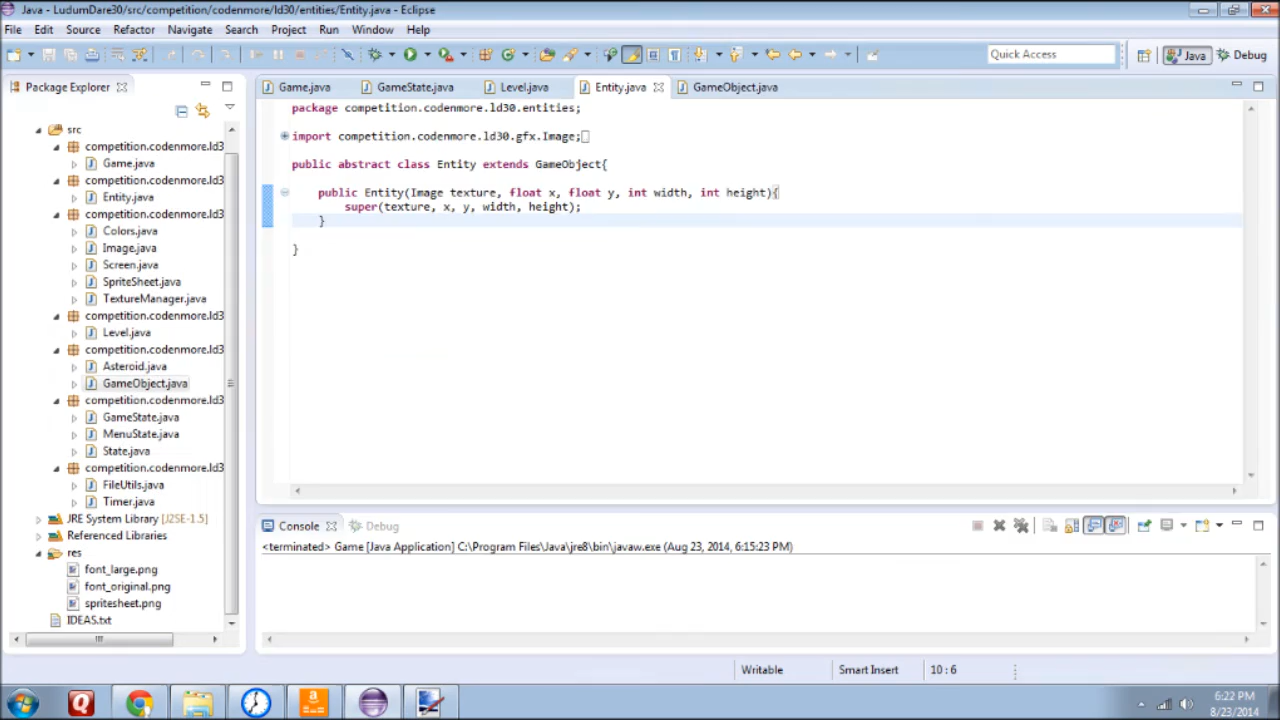 Java - LudumDare30/src/competition/codenmore/ld30/entities/Entity.java - Eclipse
File Edit Source Refactor Navigate Search Project Run Window Help
Quick Access
Java
Debug
Package Explorer
src
competition.codenmore.ld3
Game.java
competition.codenmore.ld3
Entity.java
competition.codenmore.ld3
Colors.java
Image.java
Screen.java
SpriteSheet.java
TextureManager.java
competition.codenmore.ld3
Level.java
competition.codenmore.ld3
Asteroid.java
GameObject.java
competition.codenmore.ld3
GameState.java
MenuState.java
State.java
competition.codenmore.ld3
FileUtils.java
Timer.java
JRE System Library [J2SE-1.5]
Referenced Libraries
res
font_large.png
font_original.png
spritesheet.png
IDEAS.txt
Game.java GameState.java Level.java Entity.java GameObject.java
package competition.codenmore.ld30.entities;
import competition.codenmore.ld30.gfx.Image;
public abstract class Entity extends GameObject{
public Entity(Image texture, float x, float y, int width, int height){
super(texture, x, y, width, height);
}
}
Console Debug
<terminated> Game [Java Application] C:\Program Files\Java\jre8\bin\javaw.exe (Aug 23, 2014, 6:15:23 PM)
Writable Smart Insert 10 : 6
6:22 PM
8/23/2014